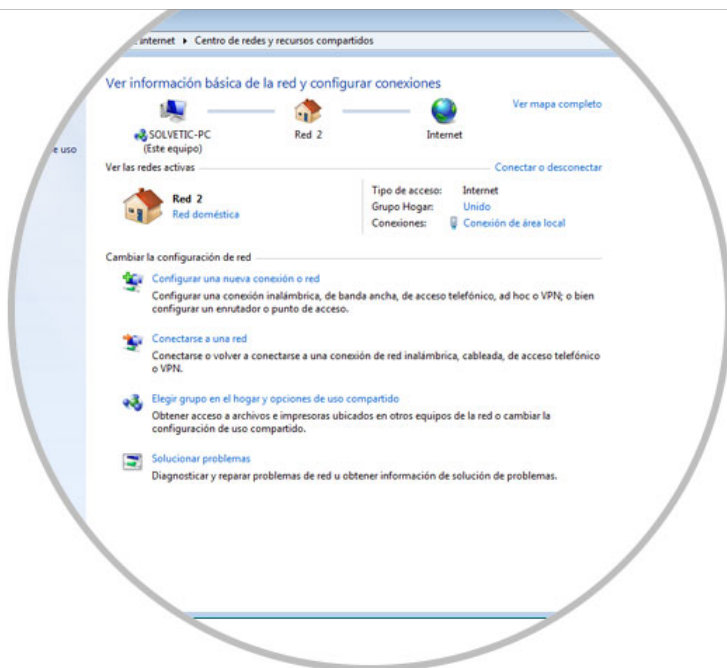 Internet ▸ Centro de redes y recursos compartidos
Ver información básica de la red y configurar conexiones
Ver mapa completo
SOLVETIC-PC
(Este equipo)
Red 2
Internet
e uso
Ver las redes activas
Conectar o desconectar
Red 2
Red doméstica
Tipo de acceso: Internet
Grupo Hogar: Unido
Conexiones: Conexión de área local
Cambiar la configuración de red
Configurar una nueva conexión o red
Configurar una conexión inalámbrica, de banda ancha, de acceso telefónico, ad hoc o VPN; o bien
configurar un enrutador o punto de acceso.
Conectarse a una red
Conectarse o volver a conectarse a una conexión de red inalámbrica, cableada, de acceso telefónico
o VPN.
Elegir grupo en el hogar y opciones de uso compartido
Obtener acceso a archivos e impresoras ubicados en otros equipos de la red o cambiar la
configuración de uso compartido.
Solucionar problemas
Diagnosticar y reparar problemas de red u obtener información de solución de problemas.